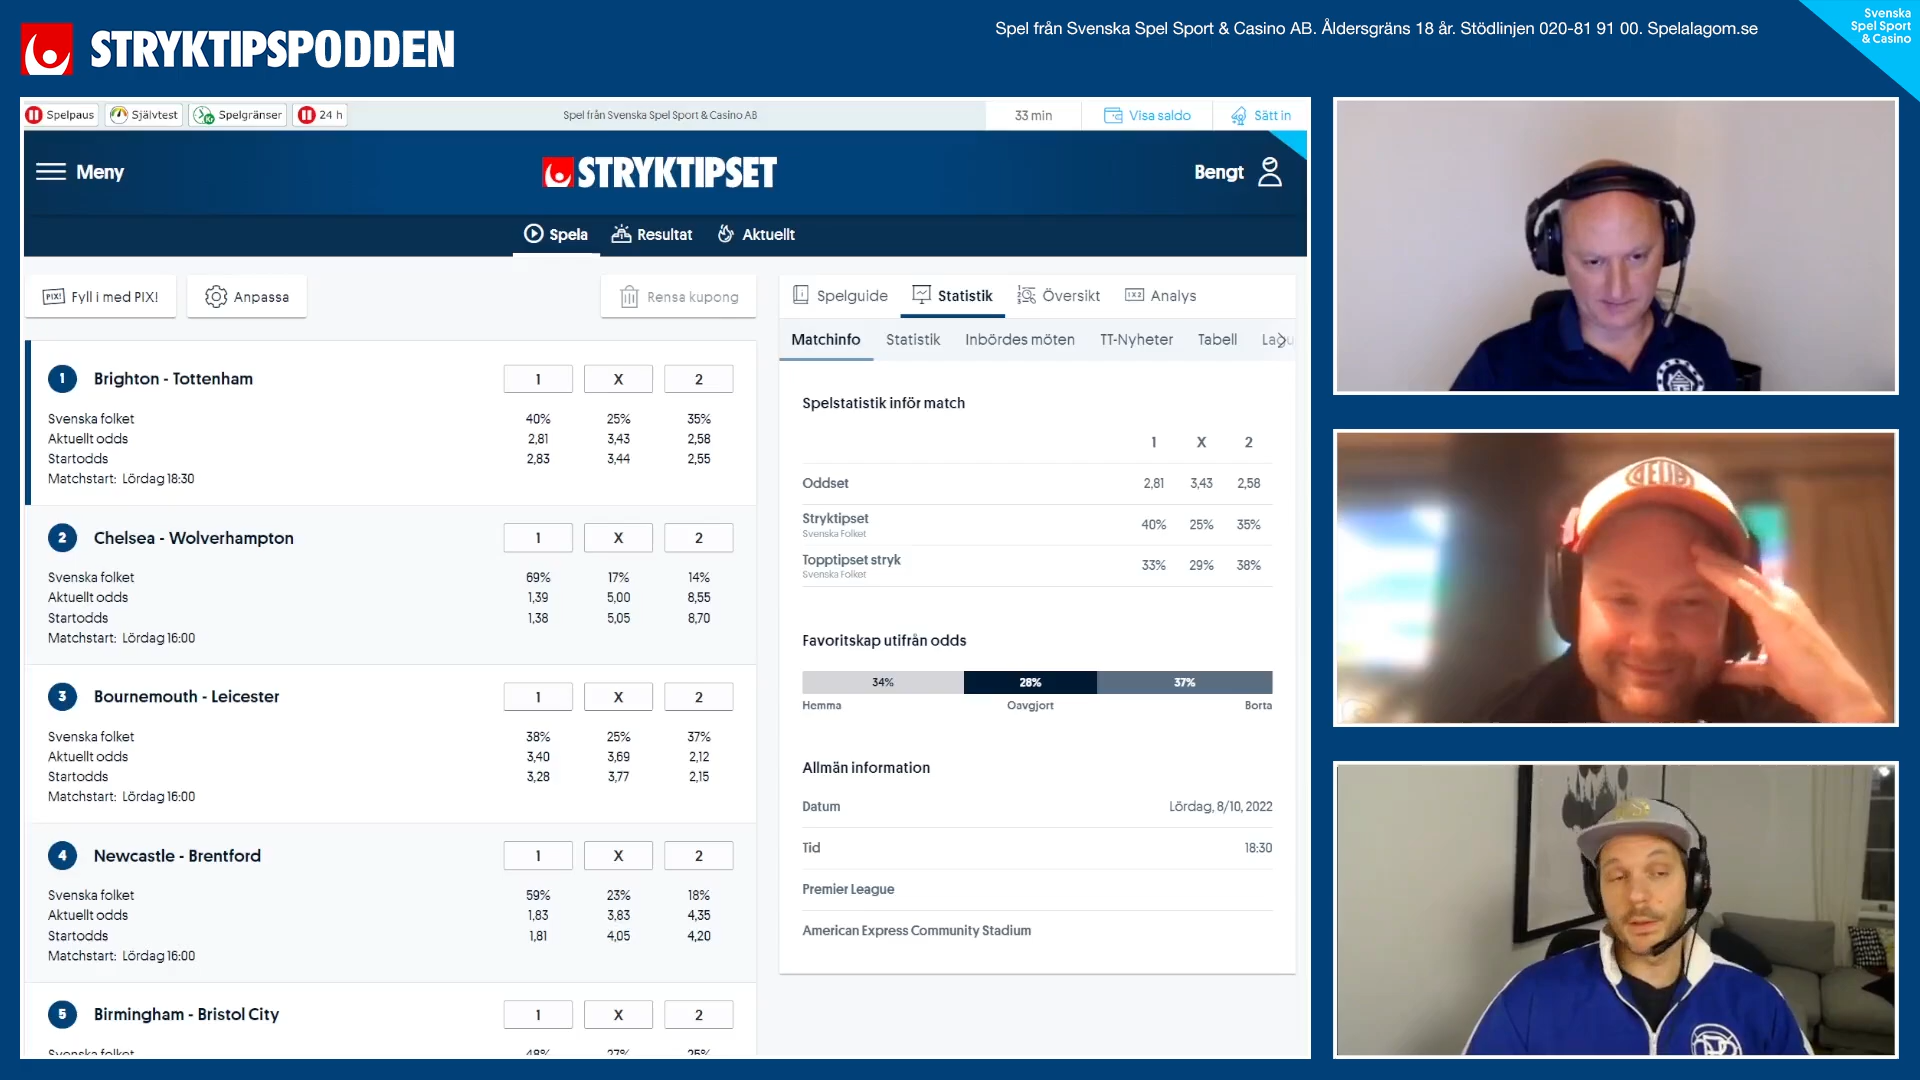 STRYKTIPSPODDEN
Spel från Svenska Spel Sport & Casino AB. Åldersgräns 18 år. Stödlinjen 020-81 91 00. Spelalagom.se
Svenska
Spel Sport
& Casino
Spelpaus
Självtest
Spelgränser
24 h
Spel från Svenska Spel Sport & Casino AB
33 min
Visa saldo
Sätt in
Meny
STRYKTIPSET
Bengt
Spela
Resultat
Aktuellt
PIX! Fyll i med PIX!
Anpassa
Rensa kupong
Spelguide
Statistik
Översikt
1X2 Analys
Matchinfo
Statistik
Inbördes möten
TT-Nyheter
Tabell
1 Brighton - Tottenham 1 X 2
Svenska folket 40% 25% 35%
Aktuellt odds 2,81 3,43 2,58
Startodds 2,83 3,44 2,55
Matchstart: Lördag 18:30
2 Chelsea - Wolverhampton 1 X 2
Svenska folket 69% 17% 14%
Aktuellt odds 1,39 5,00 8,55
Startodds 1,38 5,05 8,70
Matchstart: Lördag 16:00
3 Bournemouth - Leicester 1 X 2
Svenska folket 38% 25% 37%
Aktuellt odds 3,40 3,69 2,12
Startodds 3,28 3,77 2,15
Matchstart: Lördag 16:00
4 Newcastle - Brentford 1 X 2
Svenska folket 59% 23% 18%
Aktuellt odds 1,83 3,83 4,35
Startodds 1,81 4,05 4,20
Matchstart: Lördag 16:00
5 Birmingham - Bristol City 1 X 2
Svenska folket 48% 27% 25%
Spelstatistik inför match
1 X 2
Oddset 2,81 3,43 2,58
Stryktipset 40% 25% 35%
Svenska Folket
Topptipset stryk 33% 29% 38%
Svenska Folket
Favoritskap utifrån odds
34% 28% 37%
Hemma Oavgjort Borta
Allmän information
Datum Lördag, 8/10, 2022
Tid 18:30
Premier League
American Express Community Stadium